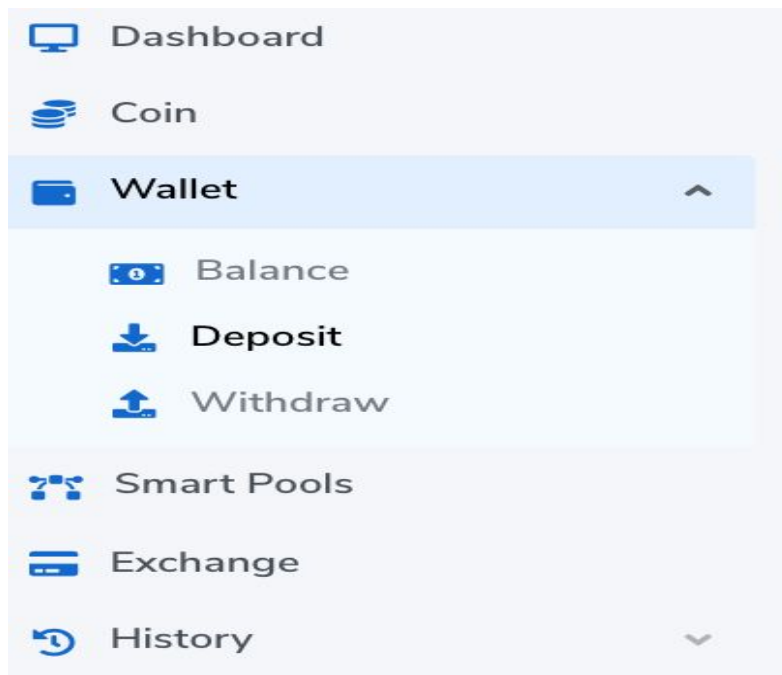 Dashboard
Coin
Wallet
Balance
Deposit
Withdraw
Smart Pools
Exchange
History